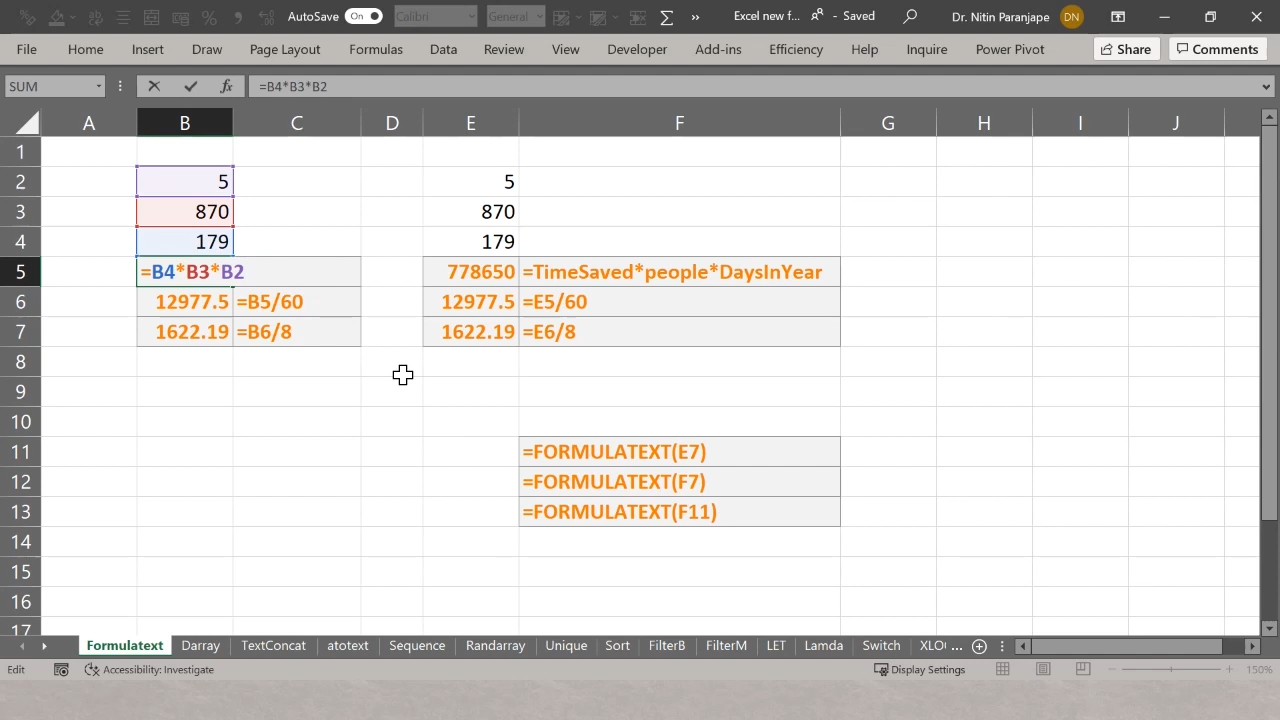 AutoSave On Calibri General Excel new f... - Saved Dr. Nitin Paranjape DN
File Home Insert Draw Page Layout Formulas Data Review View Developer Add-ins Efficiency Help Inquire Power Pivot Share Comments
SUM fx =B4*B3*B2
A B C D E F G H I J
1
2 5 5
3 870 870
4 179 179
5 =B4*B3*B2 778650 =TimeSaved*people*DaysInYear
6 12977.5 =B5/60 12977.5 =E5/60
7 1622.19 =B6/8 1622.19 =E6/8
8
9
10
11 =FORMULATEXT(E7)
12 =FORMULATEXT(F7)
13 =FORMULATEXT(F11)
14
15
16
17
Formulatext Darray TextConcat atotext Sequence Randarray Unique Sort FilterB FilterM LET Lamda Switch XLO ...
Edit Accessibility: Investigate Display Settings 150%